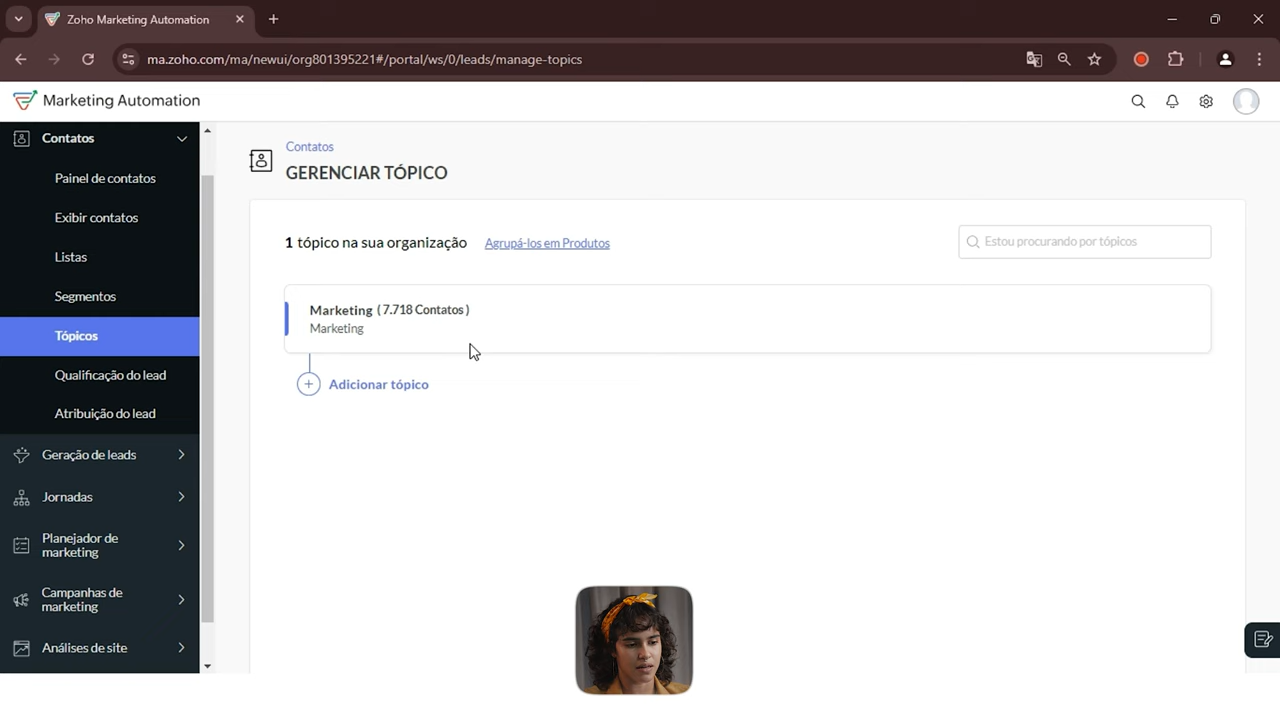 Zoho Marketing Automation
ma.zoho.com/ma/newui/org801395221#/portal/ws/0/leads/manage-topics
Marketing Automation
Contatos
Painel de contatos
Exibir contatos
Listas
Segmentos
Tópicos
Qualificação do lead
Atribuição do lead
Geração de leads
Jornadas
Planejador de
marketing
Campanhas de
marketing
Análises de site
Contatos
GERENCIAR TÓPICO
1 tópico na sua organização Agrupá-los em Produtos
Estou procurando por tópicos
Marketing ( 7.718 Contatos )
Marketing
Adicionar tópico